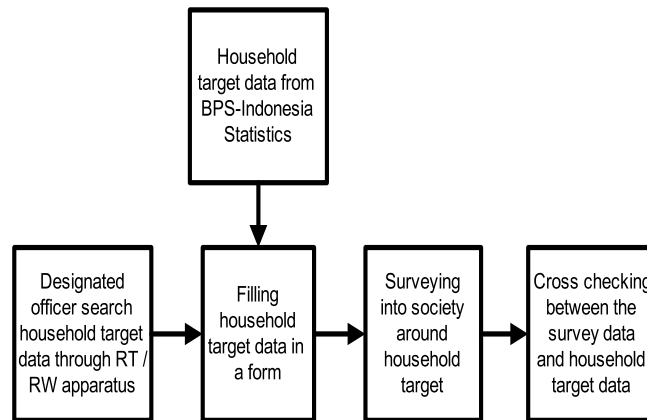 Household
target data from
BPS-Indonesia
Statistics
Designated
officer search
household target
data through RT /
RW apparatus
Filling
household
target data in
a form
Surveying
into society
around
household
target
Cross checking
between the
survey data
and household
target data